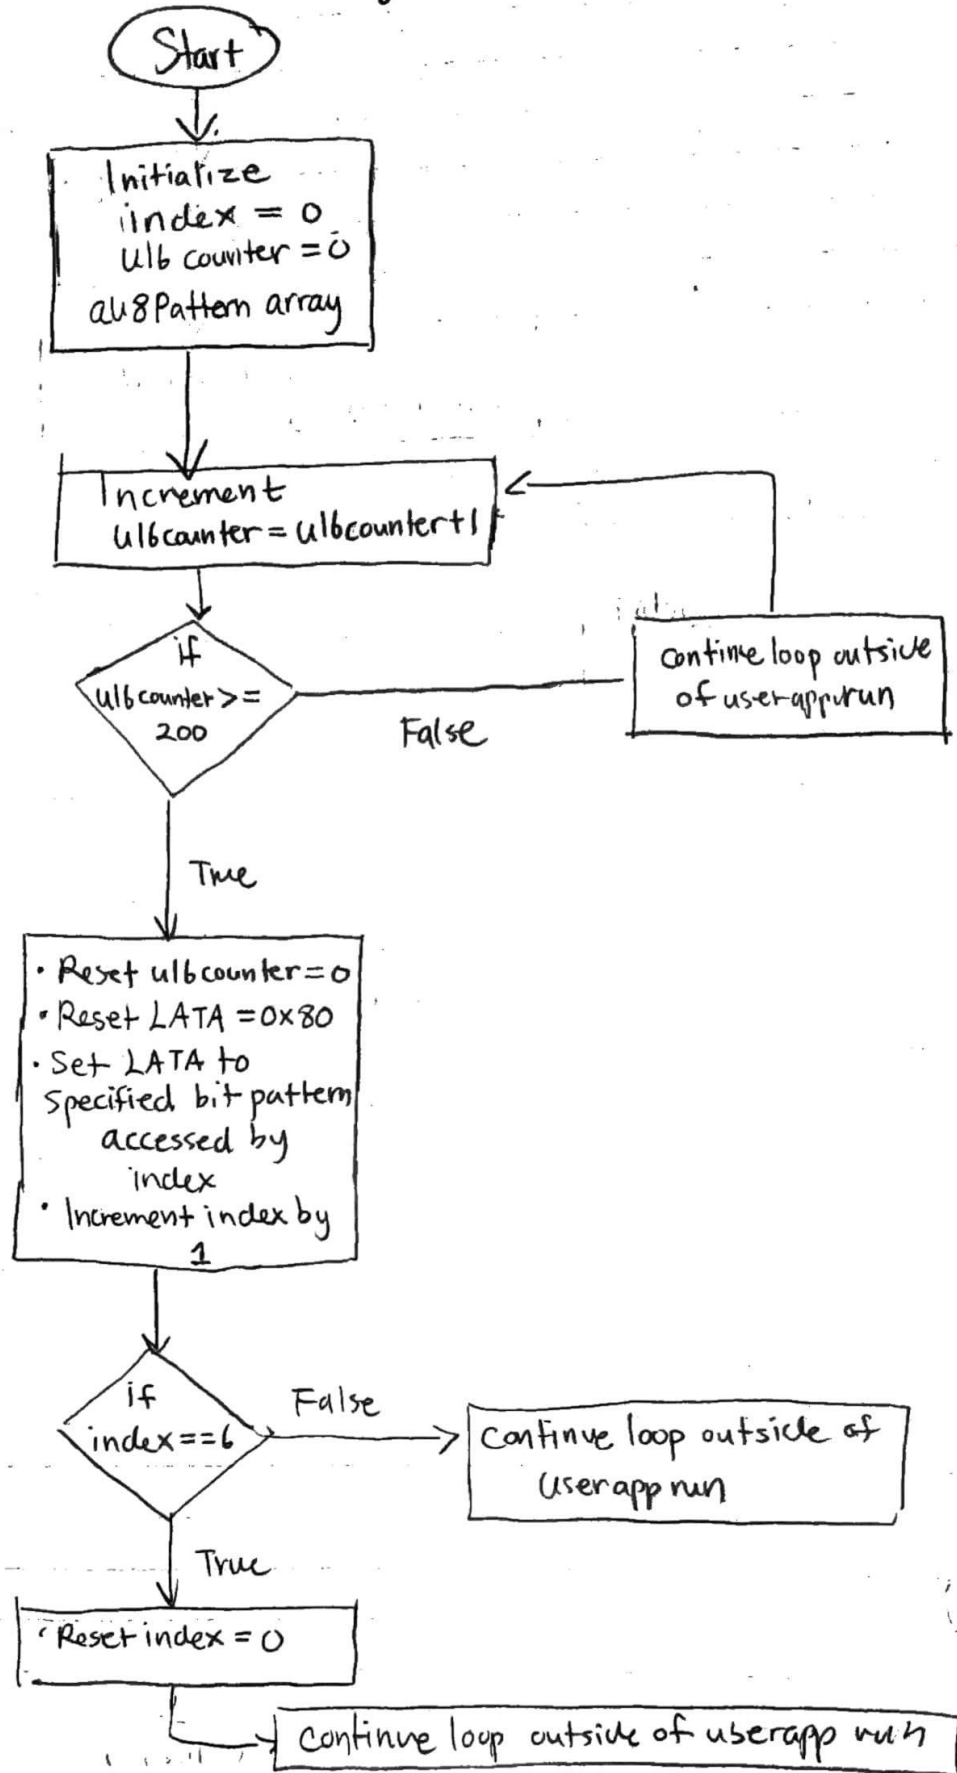 Start
Initialize
iindex = 0
u16 counter = 0
au8Pattern array
Increment
u16counter = u16counter+1
if
u16counter >=
200
False
continue loop outside
of userapp run
True
• Reset u16counter = 0
• Reset LATA = 0x80
• Set LATA to
specified bit pattern
accessed by
index
• Increment index by
1
if
index==6
False
continue loop outside of
userapp run
True
• Reset index = 0
continue loop outside of userapp run